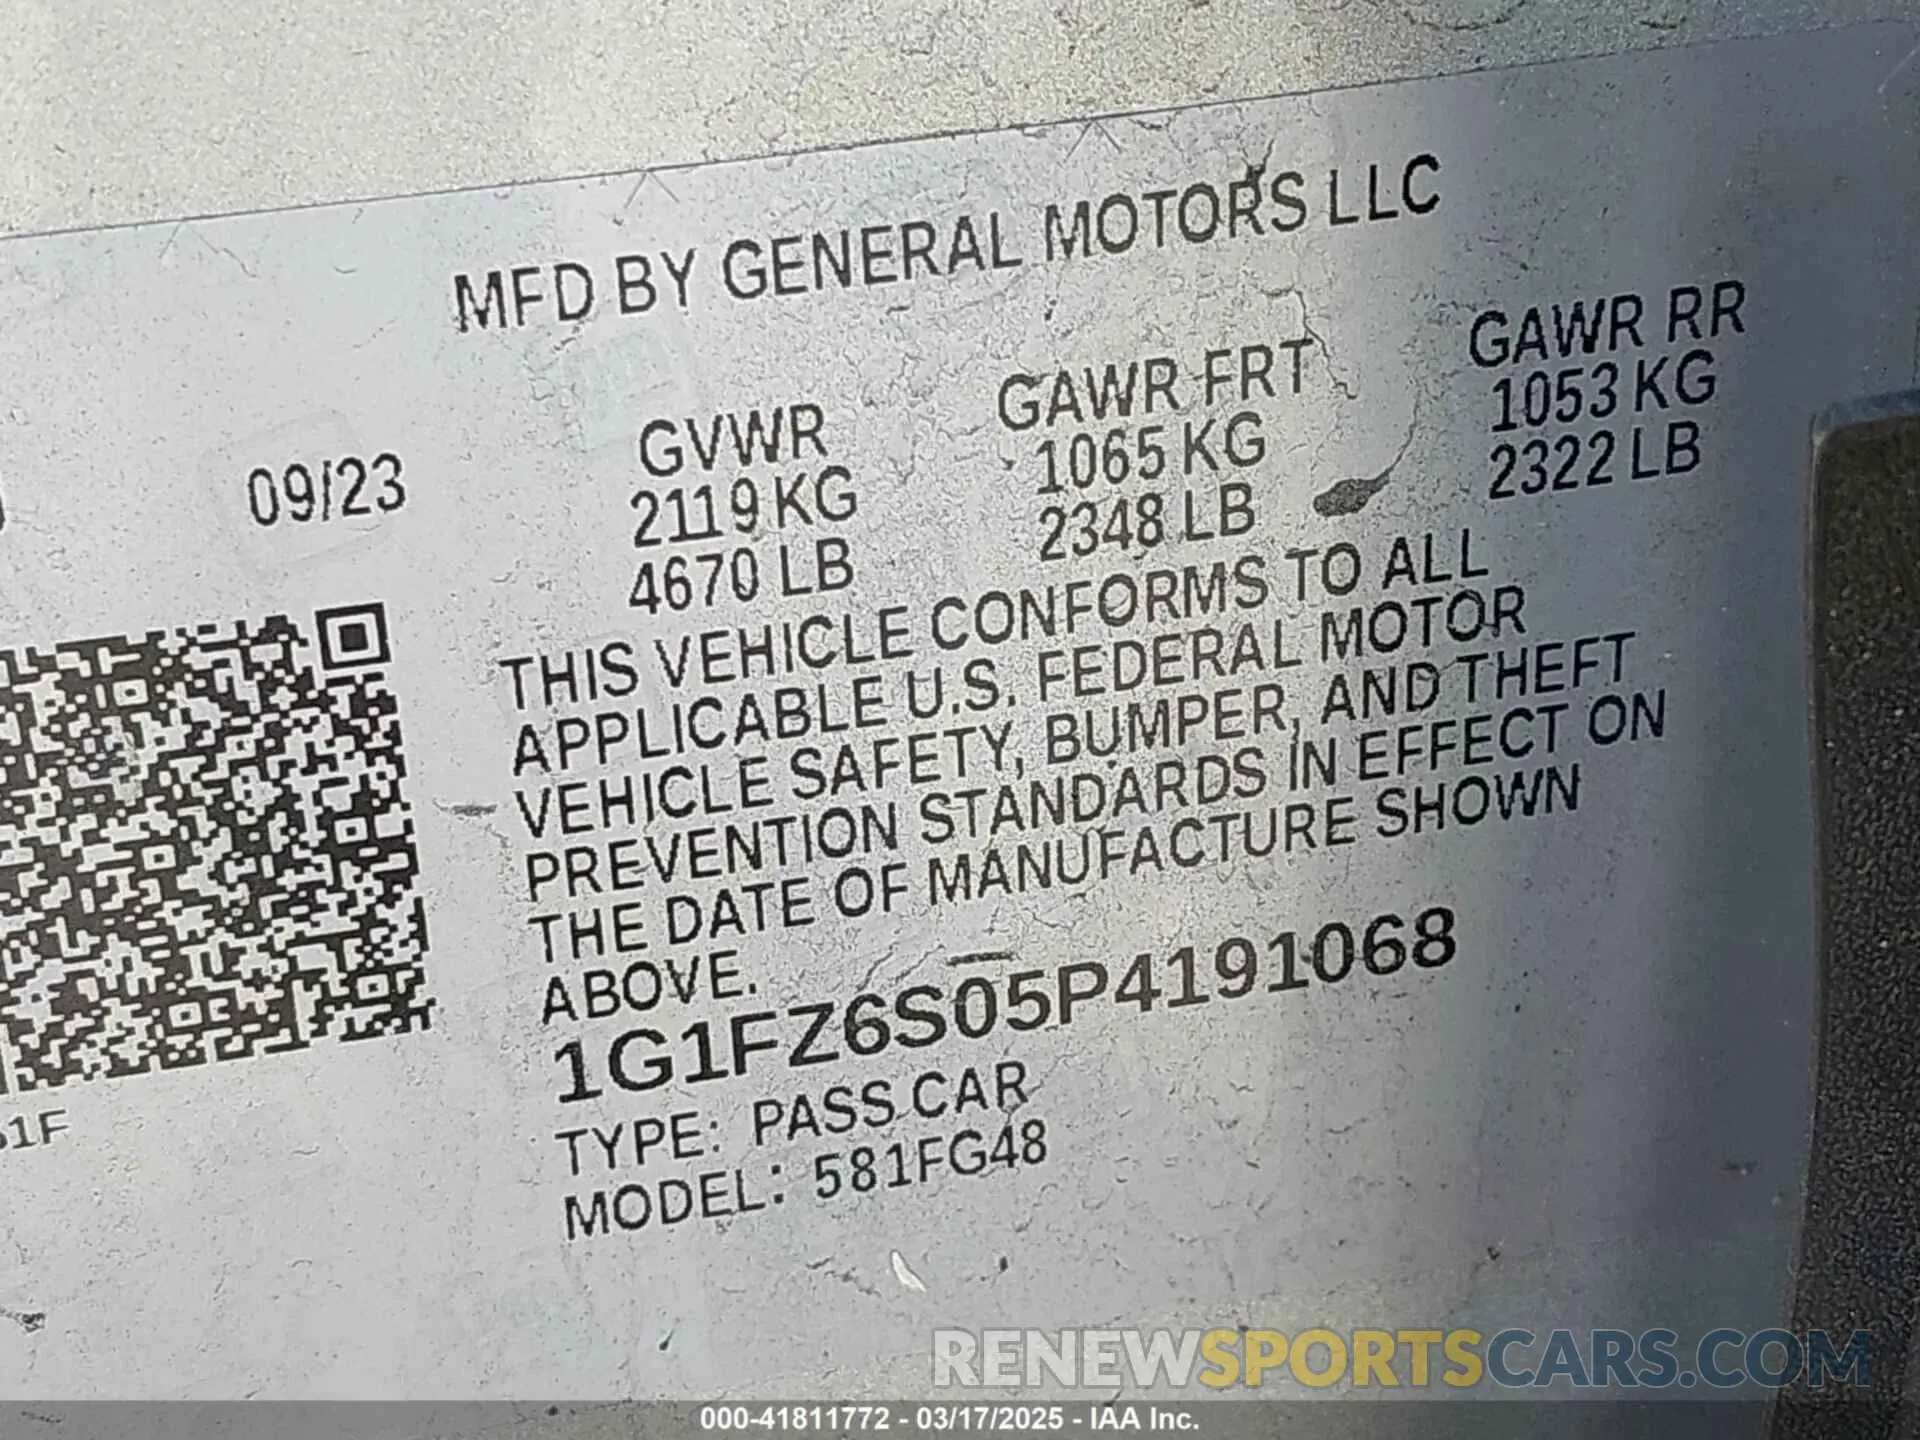 MFD BY GENERAL MOTORS LLC
09/23
GVWR
2119 KG
4670 LB
GAWR FRT
1065 KG
2348 LB
GAWR RR
1053 KG
2322 LB
THIS VEHICLE CONFORMS TO ALL
APPLICABLE U.S. FEDERAL MOTOR
VEHICLE SAFETY, BUMPER, AND THEFT
PREVENTION STANDARDS IN EFFECT ON
THE DATE OF MANUFACTURE SHOWN
ABOVE.
1G1FZ6S05P4191068
TYPE: PASS CAR
MODEL: 581FG48
RENEWSPORTSCARS.COM
000-41811772 - 03/17/2025 - IAA Inc.